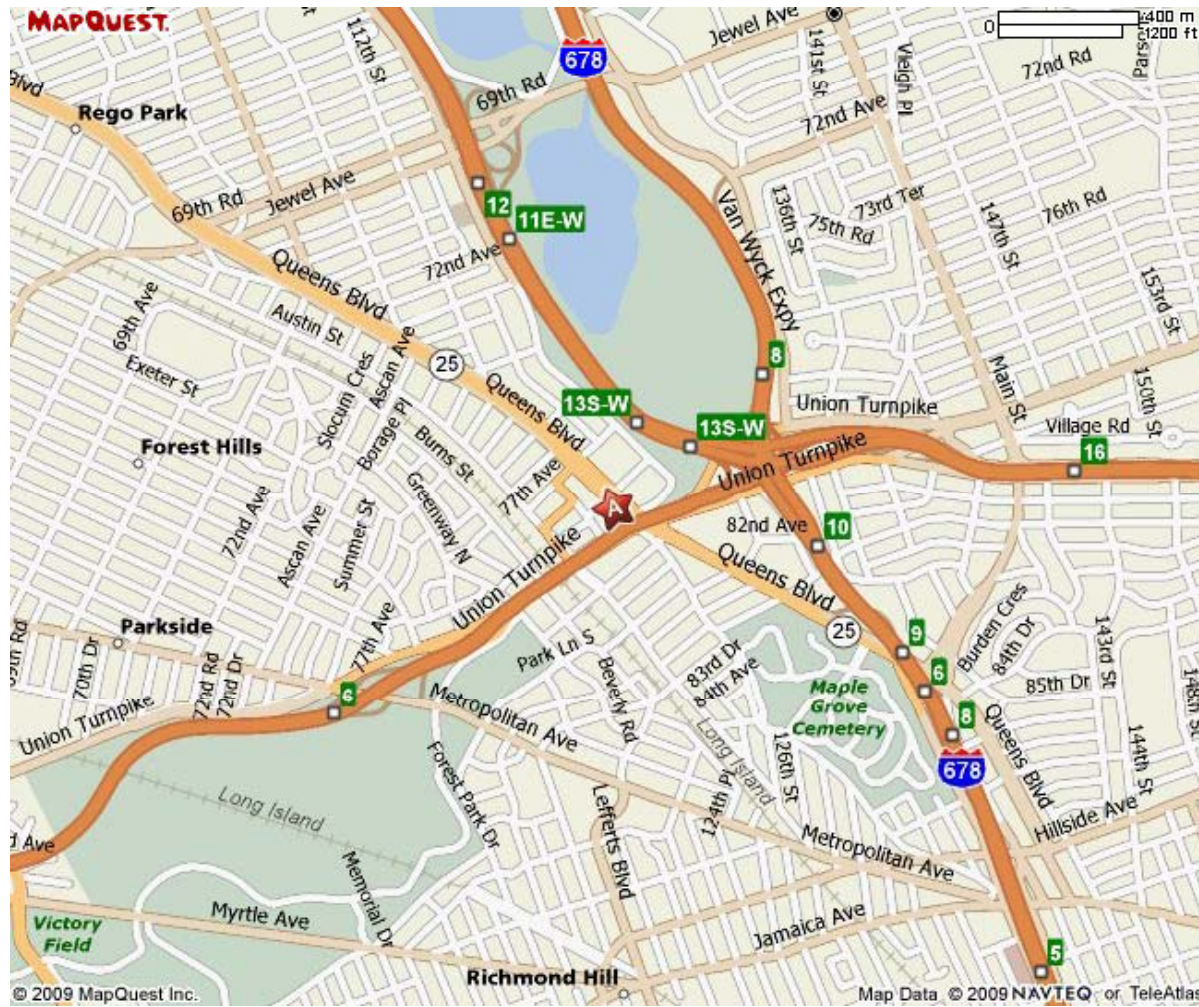 MAPQUEST.
0
400 m
1200 ft
678
Jewel Ave
112th St
141st St
Vleigh Pl
72nd Rd
Blvd
69th Rd
72nd Ave
Rego Park
Jewel Ave
69th Rd
12
11E-W
136th St
73rd Ter
75th Rd
147th St
76th Rd
72nd Ave
Van Wyck Expy
Queens Blvd
Austin St
69th Ave
Exeter St
Slocum Cres
Ascan Ave
25
153rd St
8
Main St
150th St
Queens Blvd
13S-W
Union Turnpike
13S-W
Village Rd
Borage Pl
Burns St
Forest Hills
Union Turnpike
16
77th Ave
Greenway N
A
72nd Ave
Ascan Ave
Summer St
82nd Ave
10
Union Turnpike
Queens Blvd
Parkside
77th Ave
25
9
Burden Cres
84th Dr
143rd St
69th Rd
70th Dr
72nd Rd
72nd Dr
Park Ln S
Beverly Rd
83rd Dr
84th Ave
6
6
85th Dr
Maple
Grove
Cemetery
Union Turnpike
Metropolitan Ave
8
Queens Blvd
144th St
Long Island
126th St
678
Forest Park Dr
Long Island
Lefferts Blvd
124th Pl
Hillside Ave
Metropolitan Ave
Memorial Dr
Myrtle Ave
Victory
Field
Jamaica Ave
5
Richmond Hill
© 2009 MapQuest Inc.
Map Data © 2009 NAVTEQ or TeleAtlas